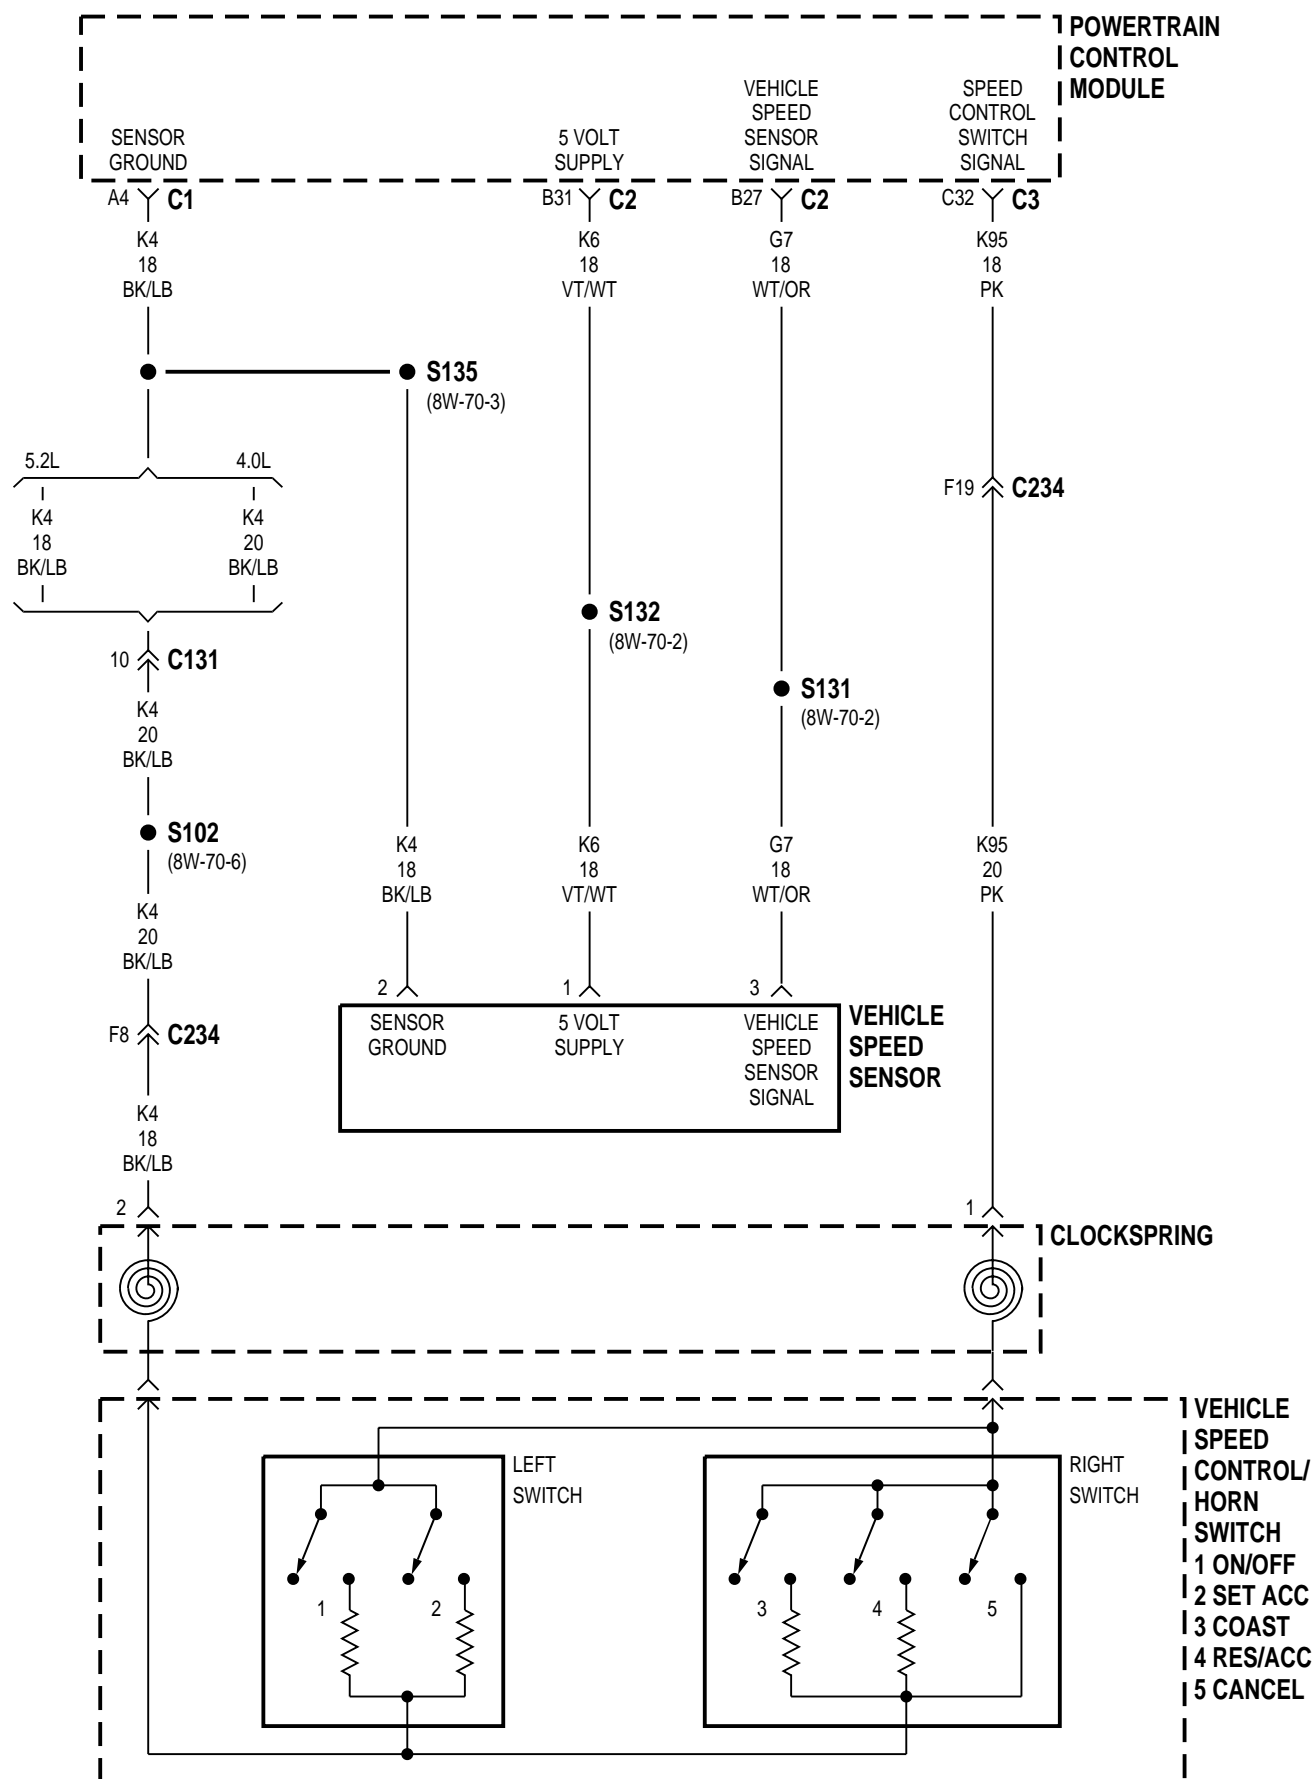 POWERTRAIN
CONTROL
MODULE
SENSOR
GROUND
5 VOLT
SUPPLY
VEHICLE
SPEED
SENSOR
SIGNAL
SPEED
CONTROL
SWITCH
SIGNAL
A4 C1
B31 C2
B27 C2
C32 C3
K4
18
BK/LB
K6
18
VT/WT
G7
18
WT/OR
K95
18
PK
S135
(8W-70-3)
5.2L
4.0L
K4
18
BK/LB
K4
20
BK/LB
F19 C234
S132
(8W-70-2)
10 C131
S131
(8W-70-2)
K4
20
BK/LB
S102
(8W-70-6)
K4
18
BK/LB
K6
18
VT/WT
G7
18
WT/OR
K95
20
PK
K4
20
BK/LB
2
1
3
SENSOR
GROUND
5 VOLT
SUPPLY
VEHICLE
SPEED
SENSOR
SIGNAL
VEHICLE
SPEED
SENSOR
F8 C234
K4
18
BK/LB
2
1
CLOCKSPRING
VEHICLE
SPEED
CONTROL/
HORN
SWITCH
1 ON/OFF
2 SET ACC
3 COAST
4 RES/ACC
5 CANCEL
LEFT
SWITCH
RIGHT
SWITCH
1
2
3
4
5